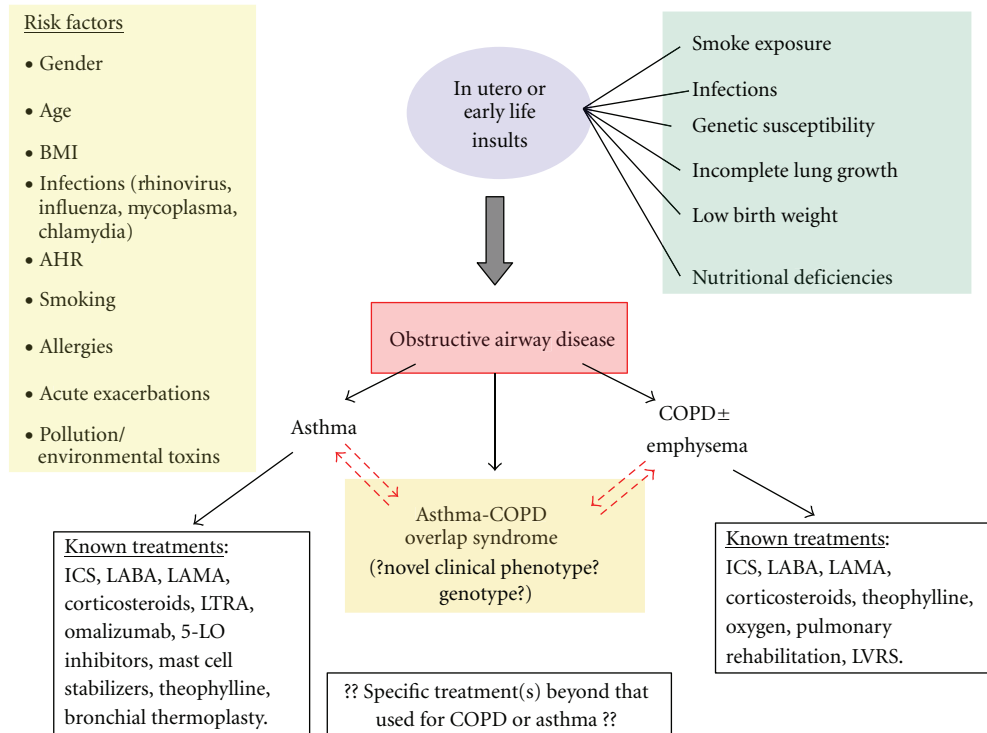 Risk factors
• Gender
• Age
• BMI
• Infections (rhinovirus,
influenza, mycoplasma,
chlamydia)
• AHR
• Smoking
• Allergies
• Acute exacerbations
• Pollution/
environmental toxins
In utero or
early life
insults
Smoke exposure
Infections
Genetic susceptibility
Incomplete lung growth
Low birth weight
Nutritional deficiencies
Obstructive airway disease
Asthma
COPD±
emphysema
Asthma-COPD
overlap syndrome
(?novel clinical phenotype?
genotype?)
Known treatments:
ICS, LABA, LAMA,
corticosteroids, LTRA,
omalizumab, 5-LO
inhibitors, mast cell
stabilizers, theophylline,
bronchial thermoplasty.
?? Specific treatment(s) beyond that
used for COPD or asthma ??
Known treatments:
ICS, LABA, LAMA,
corticosteroids, theophylline,
oxygen, pulmonary
rehabilitation, LVRS.